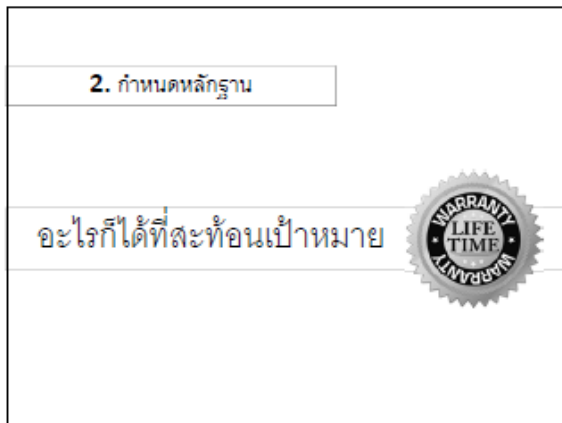 2. กำหนดหลักฐาน
อะไรก็ได้ที่สะท้อนเป้าหมาย
WARRANTY
LIFE
TIME
WARRANTY